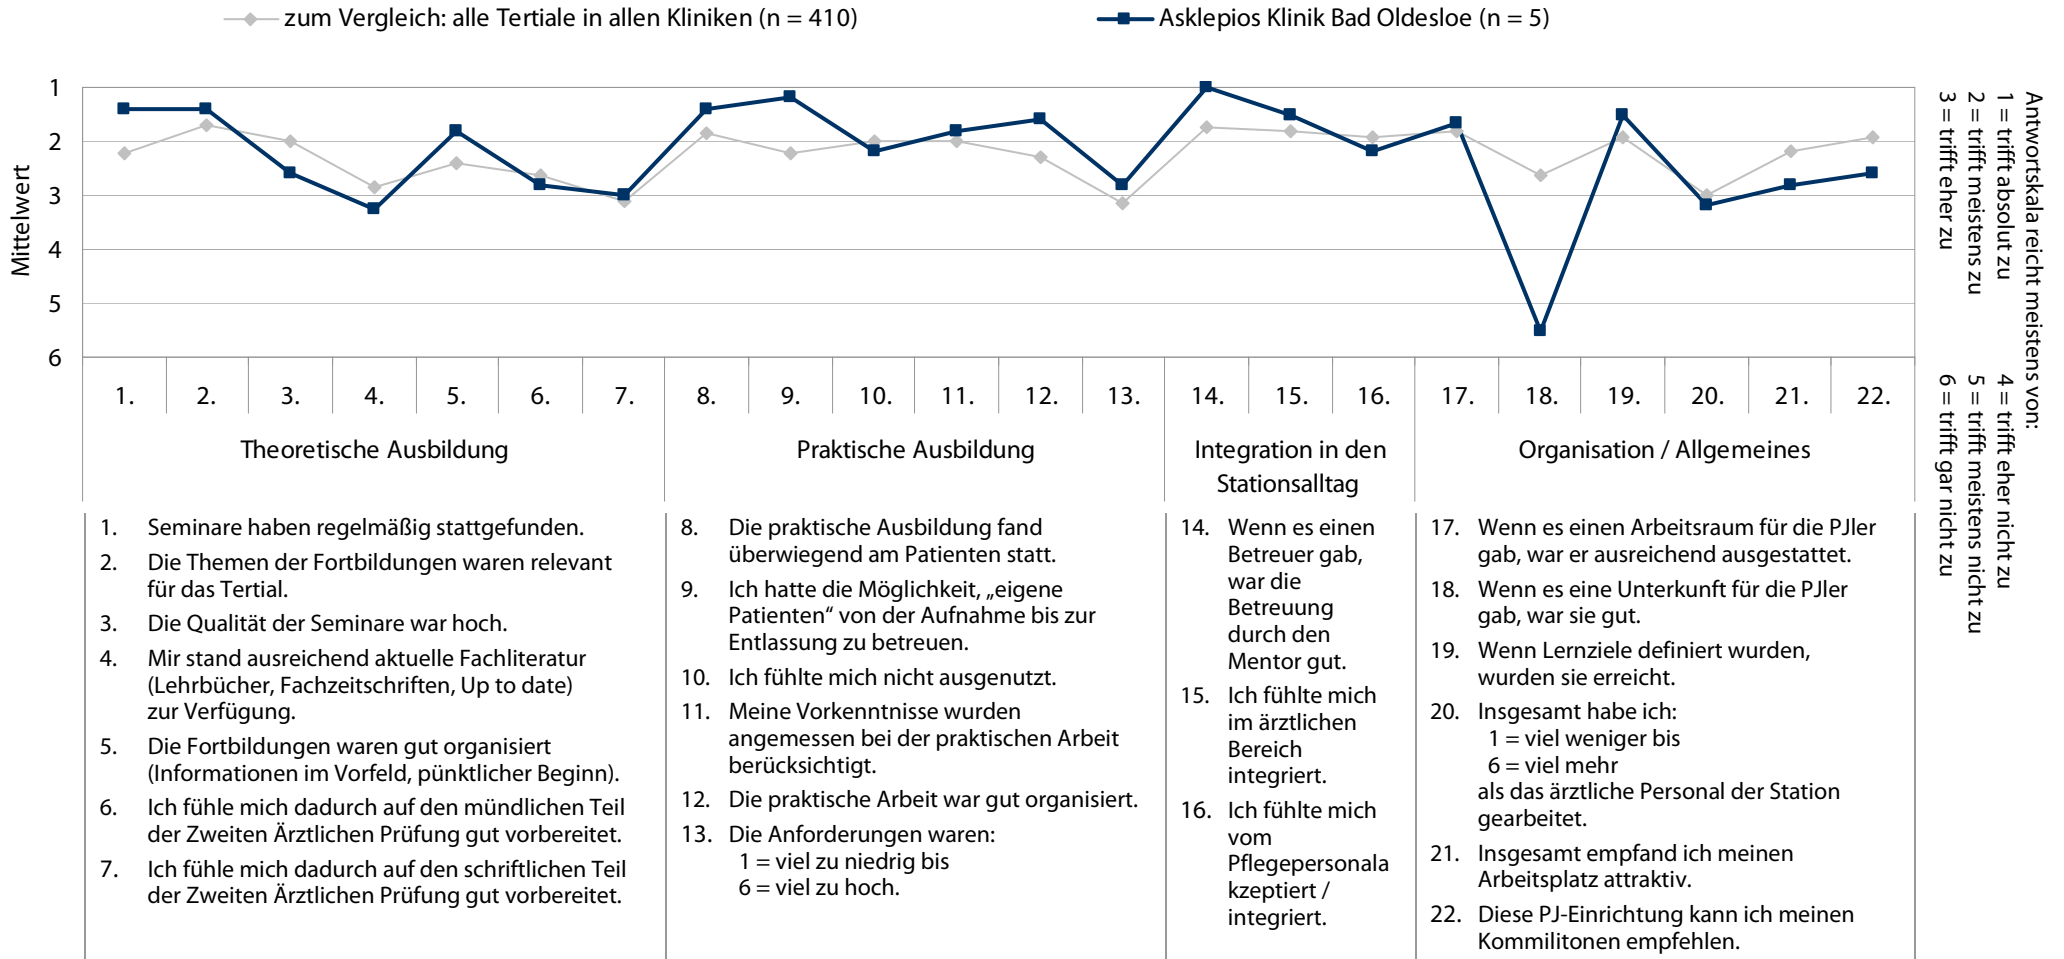 zum Vergleich: alle Tertiale in allen Kliniken (n = 410)
Asklepios Klinik Bad Oldesloe (n = 5)
Mittelwert
1
2
3
4
5
6
1. 2. 3. 4. 5. 6. 7. 8. 9. 10. 11. 12. 13. 14. 15. 16. 17. 18. 19. 20. 21. 22.
Theoretische Ausbildung
Praktische Ausbildung
Integration in den
Stationsalltag
Organisation / Allgemeines
Antwortskala reicht meistens von:
1 = trifft absolut zu
2 = trifft meistens zu
3 = trifft eher zu
4 = trifft eher nicht zu
5 = trifft meistens nicht zu
6 = trifft gar nicht zu
1. Seminare haben regelmäßig stattgefunden.
2. Die Themen der Fortbildungen waren relevant
für das Tertial.
3. Die Qualität der Seminare war hoch.
4. Mir stand ausreichend aktuelle Fachliteratur
(Lehrbücher, Fachzeitschriften, Up to date)
zur Verfügung.
5. Die Fortbildungen waren gut organisiert
(Informationen im Vorfeld, pünktlicher Beginn).
6. Ich fühle mich dadurch auf den mündlichen Teil
der Zweiten Ärztlichen Prüfung gut vorbereitet.
7. Ich fühle mich dadurch auf den schriftlichen Teil
der Zweiten Ärztlichen Prüfung gut vorbereitet.
8. Die praktische Ausbildung fand
überwiegend am Patienten statt.
9. Ich hatte die Möglichkeit, „eigene
Patienten“ von der Aufnahme bis zur
Entlassung zu betreuen.
10. Ich fühlte mich nicht ausgenutzt.
11. Meine Vorkenntnisse wurden
angemessen bei der praktischen Arbeit
berücksichtigt.
12. Die praktische Arbeit war gut organisiert.
13. Die Anforderungen waren:
1 = viel zu niedrig bis
6 = viel zu hoch.
14. Wenn es einen
Betreuer gab,
war die
Betreuung
durch den
Mentor gut.
15. Ich fühlte mich
im ärztlichen
Bereich
integriert.
16. Ich fühlte mich
vom
Pflegepersonala
kzeptiert /
integriert.
17. Wenn es einen Arbeitsraum für die PJler
gab, war er ausreichend ausgestattet.
18. Wenn es eine Unterkunft für die PJler
gab, war sie gut.
19. Wenn Lernziele definiert wurden,
wurden sie erreicht.
20. Insgesamt habe ich:
1 = viel weniger bis
6 = viel mehr
als das ärztliche Personal der Station
gearbeitet.
21. Insgesamt empfand ich meinen
Arbeitsplatz attraktiv.
22. Diese PJ-Einrichtung kann ich meinen
Kommilitonen empfehlen.